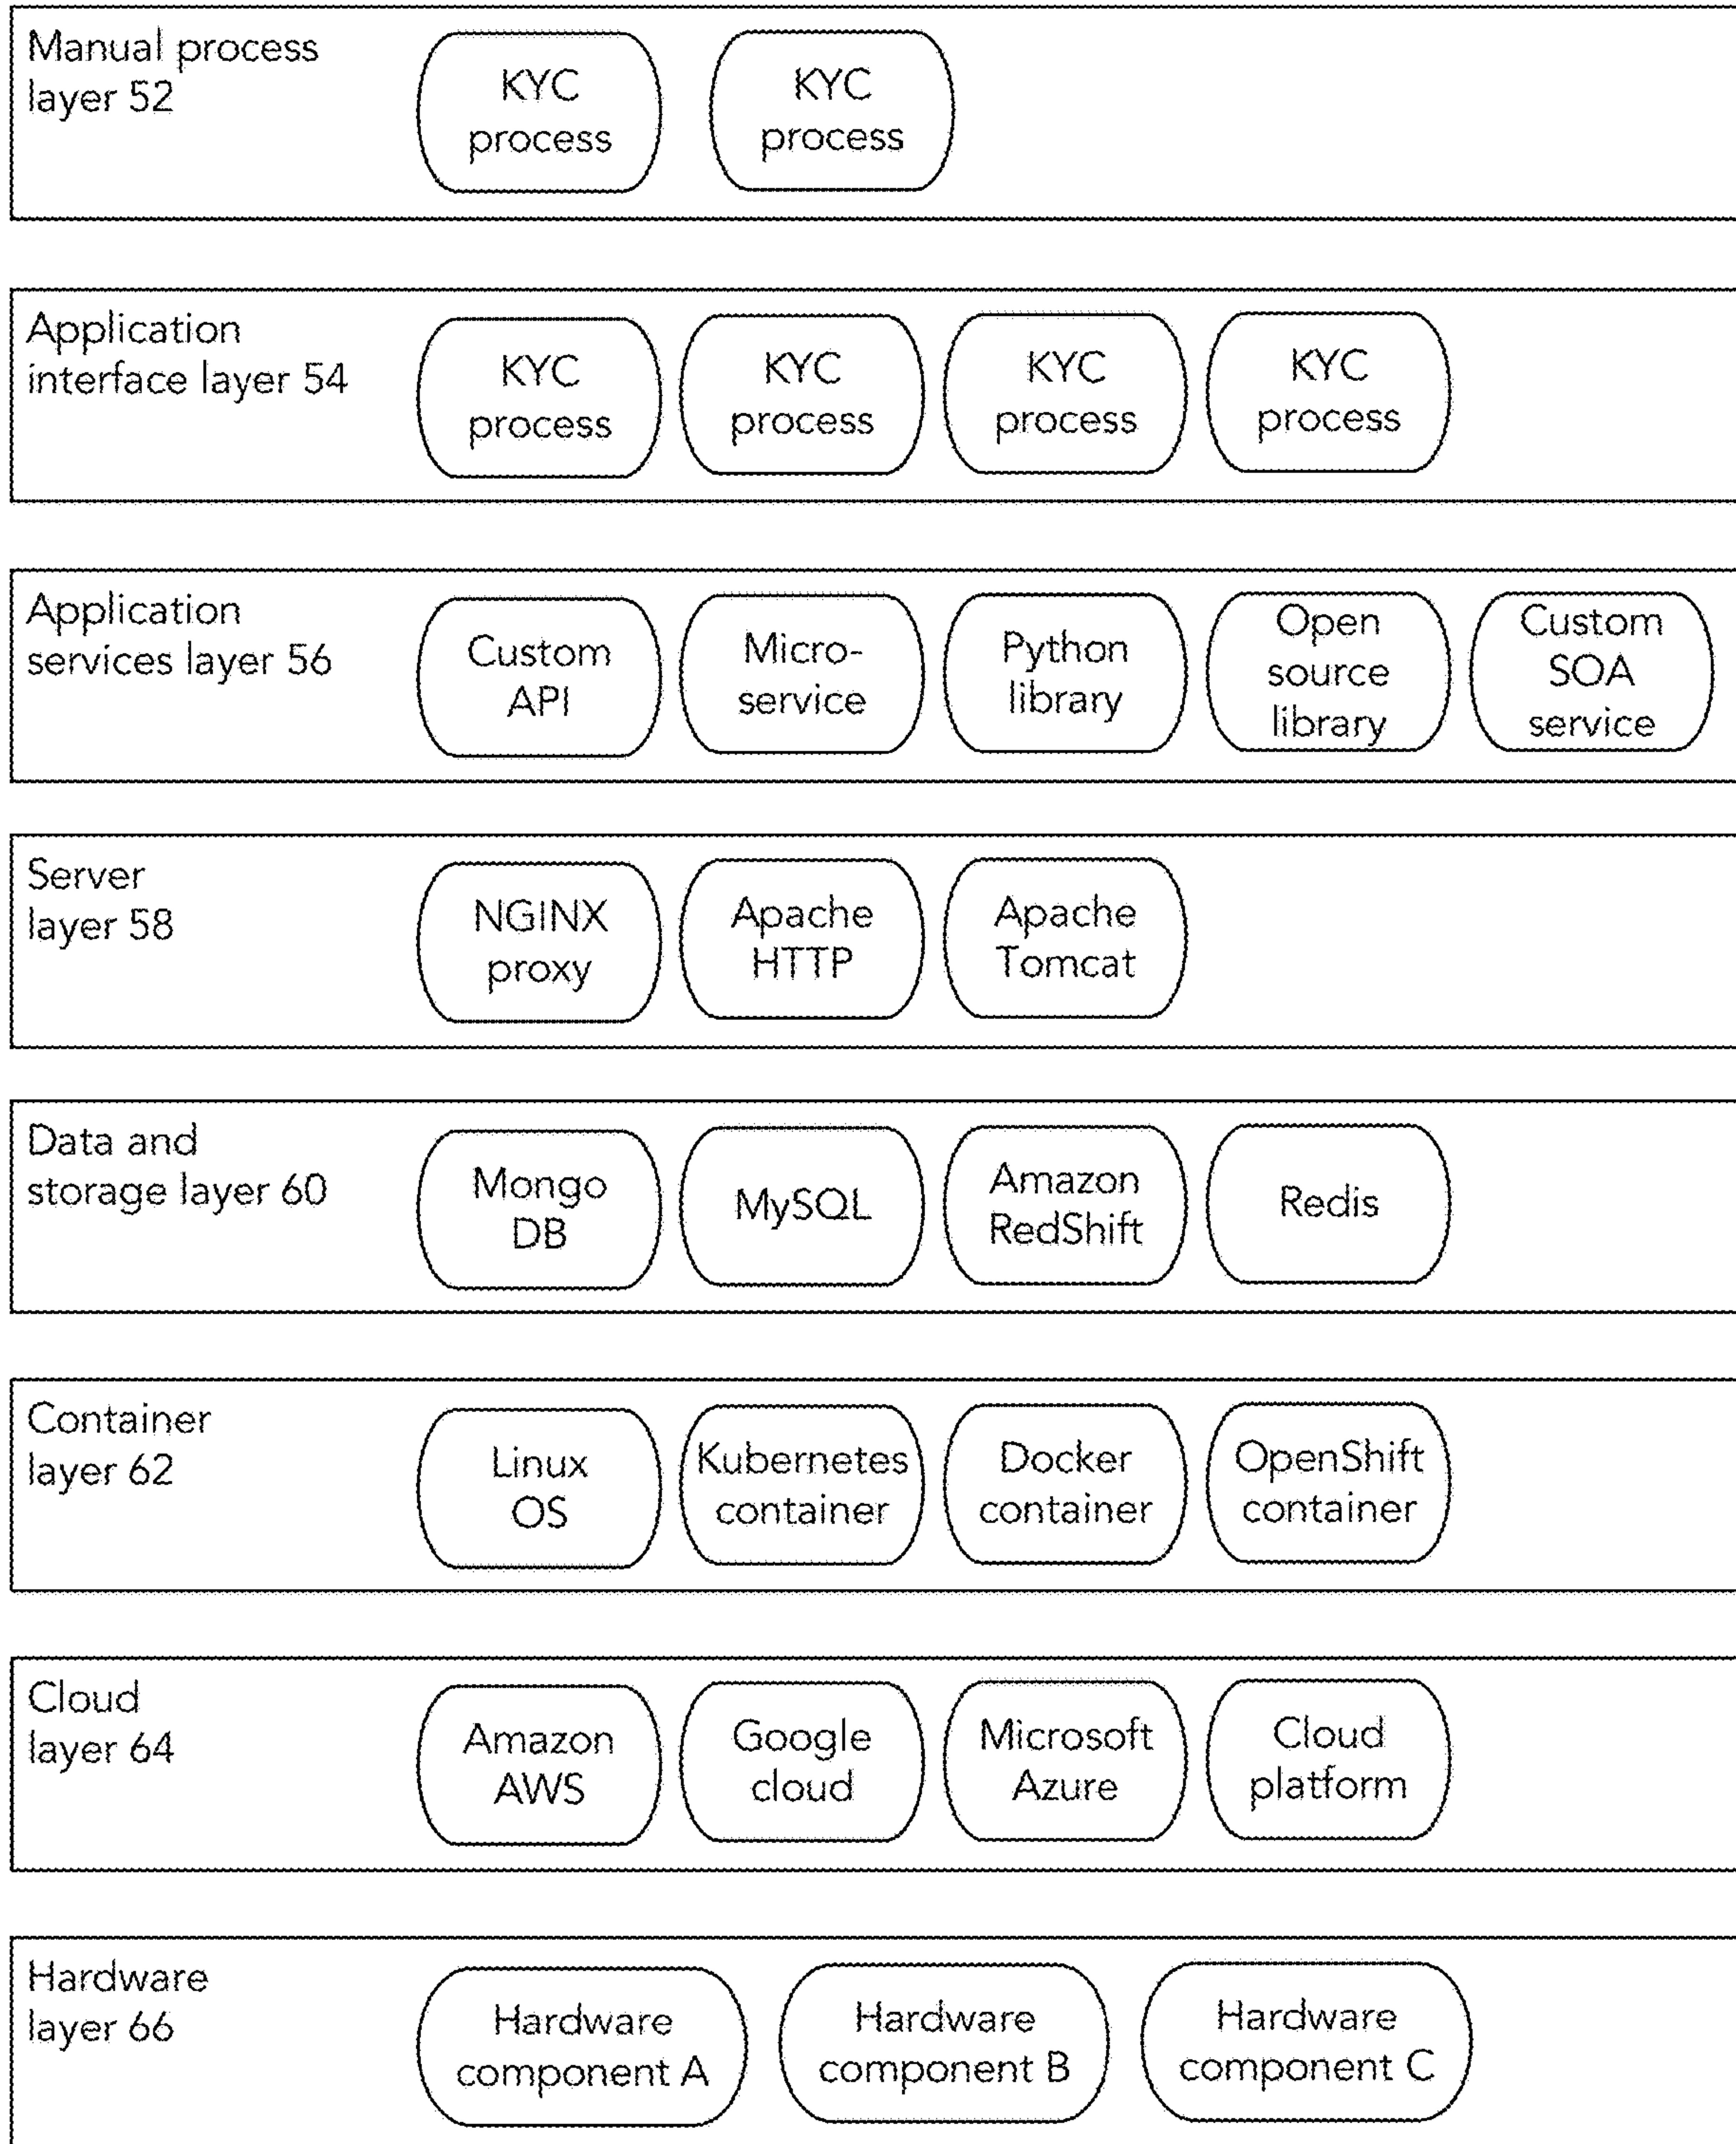 Manual process
layer 52
KYC
process
KYC
process
Application
interface layer 54
KYC
process
KYC
process
KYC
process
KYC
process
Application
services layer 56
Custom
API
Micro-
service
Python
library
Open
source
library
Custom
SOA
service
Server
layer 58
NGINX
proxy
Apache
HTTP
Apache
Tomcat
Data and
storage layer 60
Mongo
DB
MySQL
Amazon
RedShift
Redis
Container
layer 62
Linux
OS
Kubernetes
container
Docker
container
OpenShift
container
Cloud
layer 64
Amazon
AWS
Google
cloud
Microsoft
Azure
Cloud
platform
Hardware
layer 66
Hardware
component A
Hardware
component B
Hardware
component C